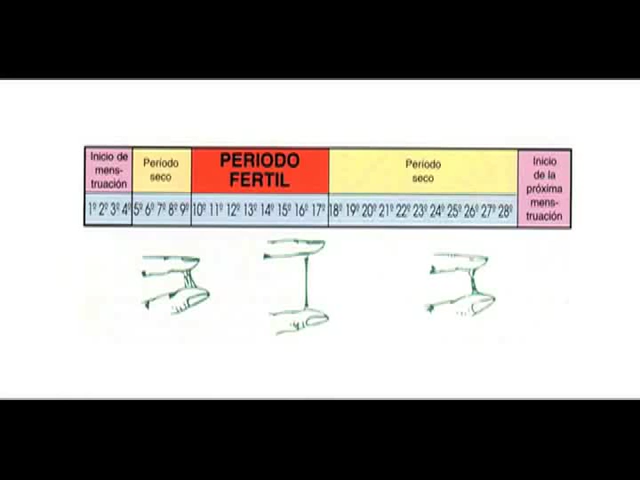 Inicio de
mens-
truación
Período
seco
PERIODO
FERTIL
Período
seco
Inicio
de la
próxima
mens-
truación
1º 2º 3º 4º 5º 6º 7º 8º 9º 10º 11º 12º 13º 14º 15º 16º 17º 18º 19º 20º 21º 22º 23º 24º 25º 26º 27º 28º